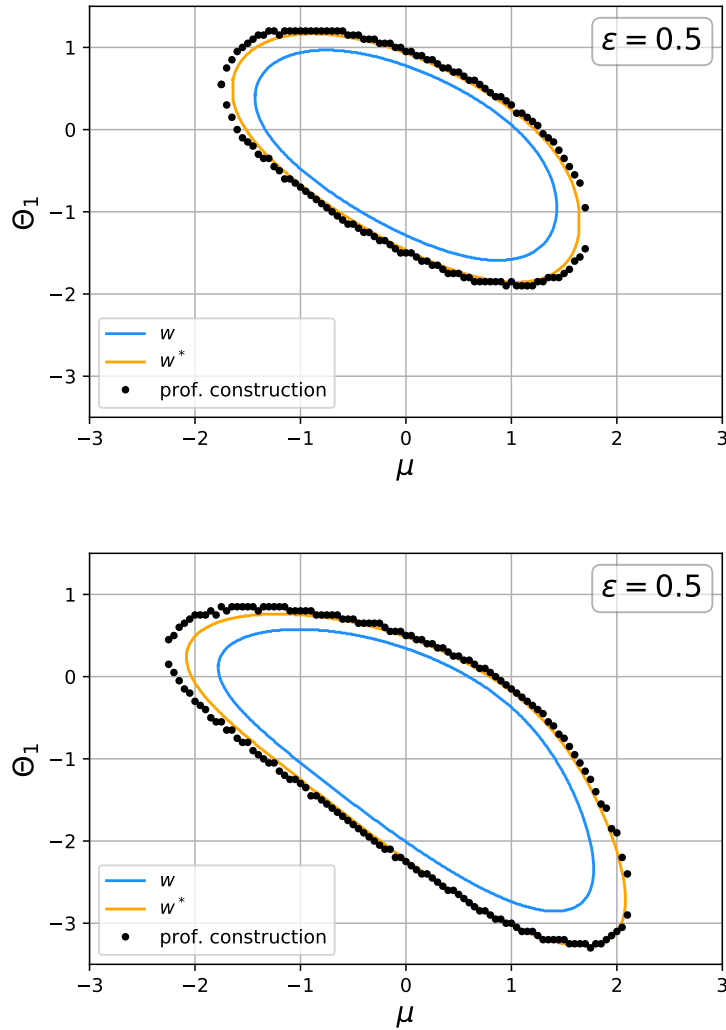 ε = 0.5
1
0
−1
−2
−3
Θ₁
w
w*
prof. construction
−3 −2 −1 0 1 2 3
μ
ε = 0.5
1
0
−1
−2
−3
Θ₁
w
w*
prof. construction
−3 −2 −1 0 1 2 3
μ